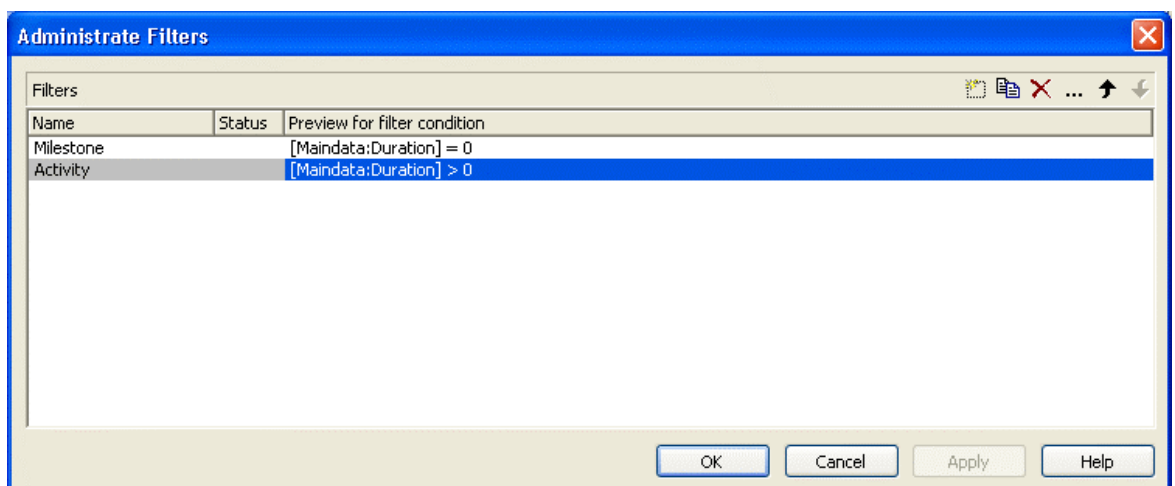 Administrate Filters
Filters ...
Name Status Preview for filter condition
Milestone [Maindata:Duration] = 0
Activity [Maindata:Duration] > 0
OK Cancel Apply Help